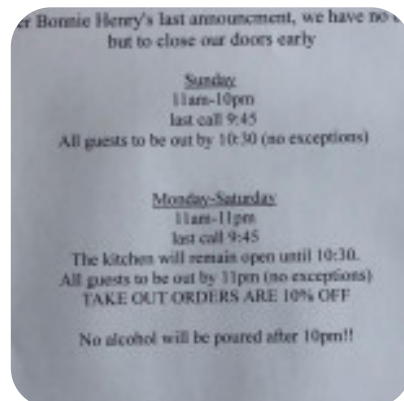 er Bonnie Henry's last announcement, we have no
but to close our doors early
Sunday
11am-10pm
last call 9:45
All guests to be out by 10:30 (no exceptions)
Monday-Saturday
11am-11pm
last call 9:45
The kitchen will remain open until 10:30.
All guests to be out by 11pm (no exceptions)
TAKE OUT ORDERS ARE 10% OFF
No alcohol will be poured after 10pm!!